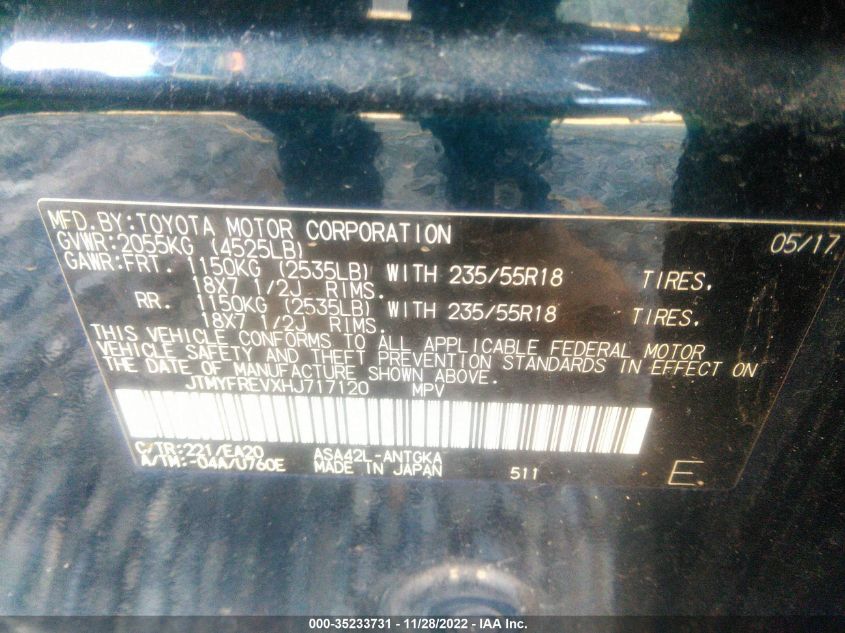 MFD.BY:TOYOTA MOTOR CORPORATION 05/17
GVWR:2055KG (4525LB)
GAWR:FRT. 1150KG (2535LB) WITH 235/55R18 TIRES,
18X7 1/2J RIMS.
RR. 1150KG (2535LB) WITH 235/55R18 TIRES,
18X7 1/2J RIMS.
THIS VEHICLE CONFORMS TO ALL APPLICABLE FEDERAL MOTOR
VEHICLE SAFETY AND THEFT PREVENTION STANDARDS IN EFFECT ON
THE DATE OF MANUFACTURE SHOWN ABOVE.
JTMYFREVXHJ717120 MPV
C/TR:221/EA20 ASA42L-ANTGKA
A/TM:-04A/U760E MADE IN JAPAN 511 E
000-35233731 - 11/28/2022 - IAA Inc.